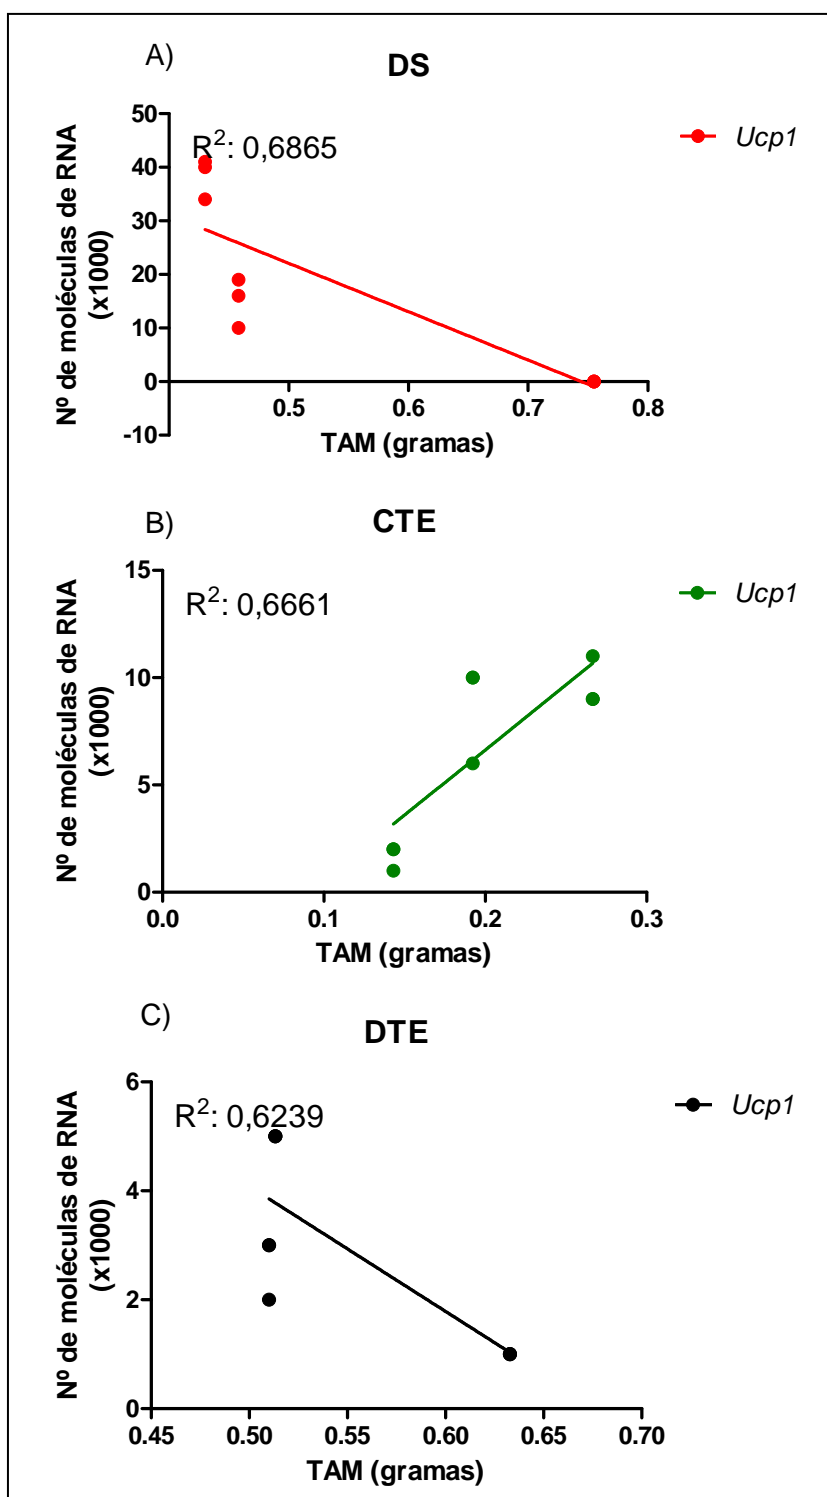 A)
DS
R²: 0,6865
Ucp1
Nº de moléculas de RNA
(x1000)
50
40
30
20
10
0
-10
0.5 0.6 0.7 0.8
TAM (gramas)
B)
CTE
R²: 0,6661
Ucp1
Nº de moléculas de RNA
(x1000)
15
10
5
0
0.0 0.1 0.2 0.3
TAM (gramas)
C)
DTE
R²: 0,6239
Ucp1
Nº de moléculas de RNA
(x1000)
6
4
2
0
0.45 0.50 0.55 0.60 0.65 0.70
TAM (gramas)